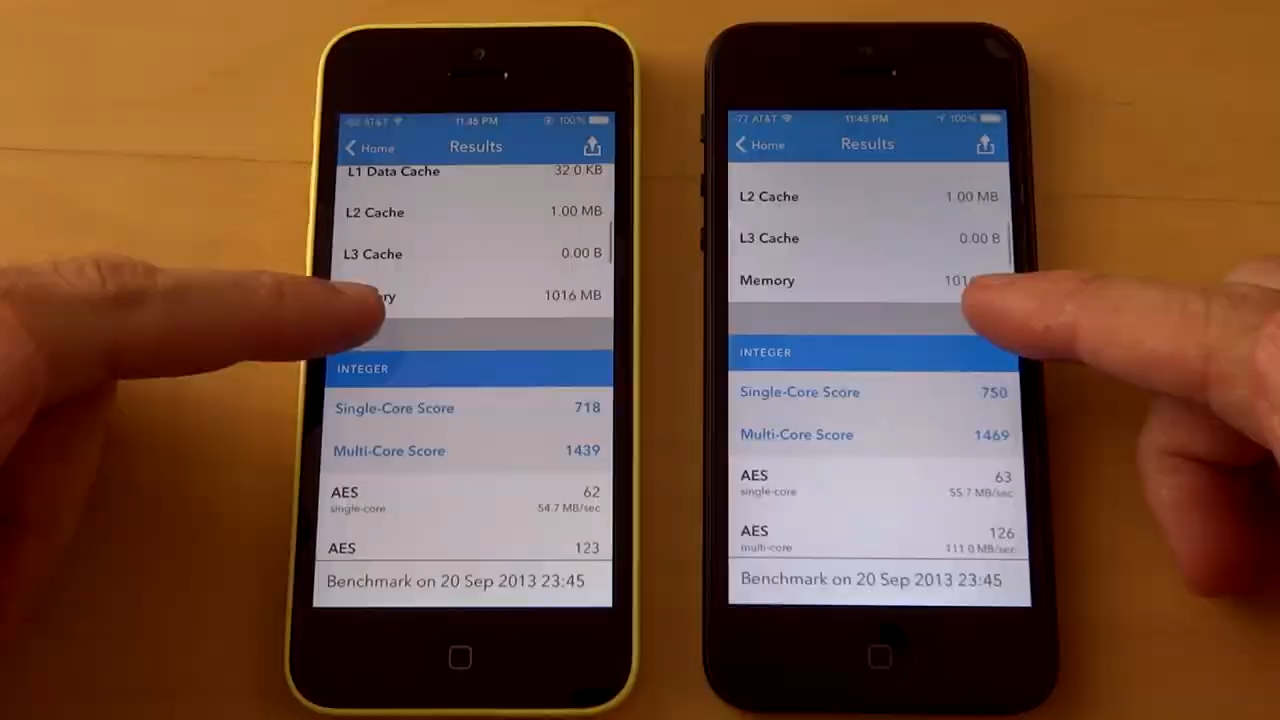 AT&T 11:45 PM 100%
Home Results
L1 Data Cache 32.0 KB
L2 Cache 1.00 MB
L3 Cache 0.00 B
ry 1016 MB
INTEGER
Single-Core Score 718
Multi-Core Score 1439
AES 62
single-core 54.7 MB/sec
AES 123
Benchmark on 20 Sep 2013 23:45
-77 AT&T 11:45 PM 100%
Home Results
L2 Cache 1.00 MB
L3 Cache 0.00 B
Memory 101
INTEGER
Single-Core Score 750
Multi-Core Score 1469
AES 63
single-core 55.7 MB/sec
AES 126
multi-core 111.0 MB/sec
Benchmark on 20 Sep 2013 23:45